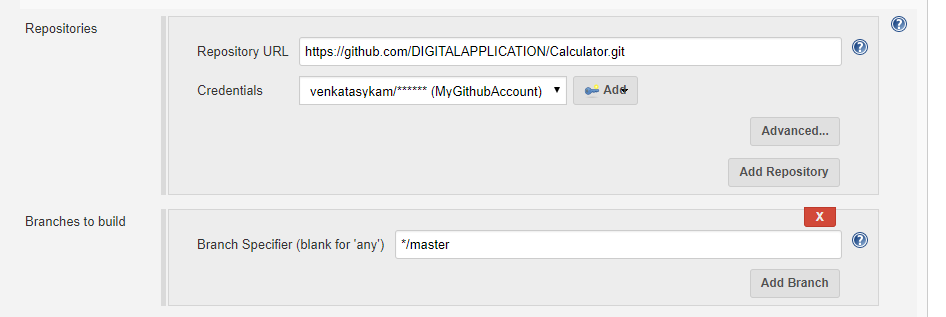 Repositories
Repository URL https://github.com/DIGITALAPPLICATION/Calculator.git ?
?
Credentials venkatasykam/****** (MyGithubAccount) Add
Advanced...
Add Repository
Branches to build
X
Branch Specifier (blank for 'any') */master ?
Add Branch